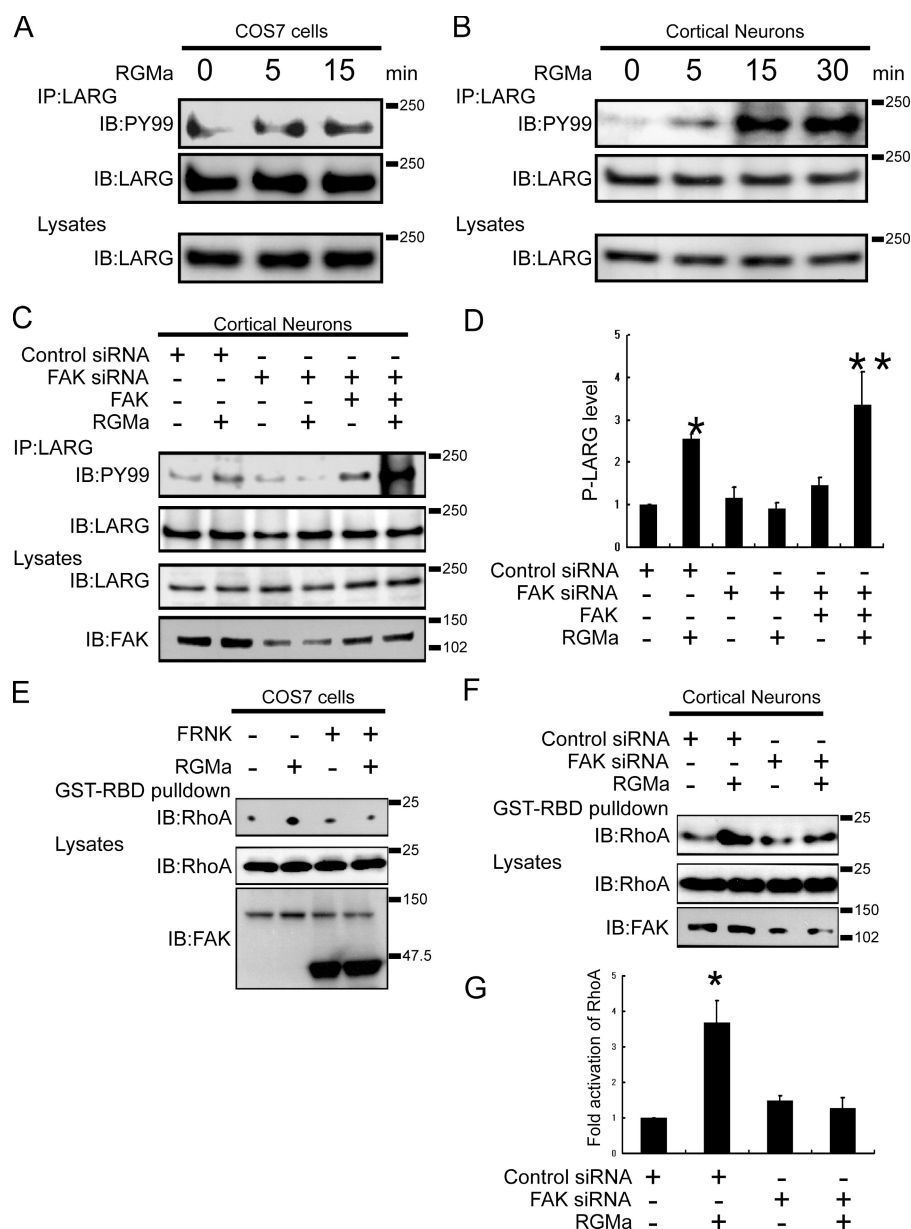 A
COS7 cells
RGMa 0 5 15 min
IP:LARG
250
IB:PY99
250
IB:LARG
Lysates
250
IB:LARG
B
Cortical Neurons
RGMa 0 5 15 30 min
IP:LARG
250
IB:PY99
250
IB:LARG
Lysates
250
IB:LARG
C
Cortical Neurons
Control siRNA + + - - - -
FAK siRNA - - + + + +
FAK - - - - + +
RGMa - + - + - +
IP:LARG
250
IB:PY99
250
IB:LARG
Lysates
250
IB:LARG
150
IB:FAK
102
D
P-LARG level
5
4
3
2
1
0
* * *
Control siRNA + + - - - -
FAK siRNA - - + + + +
FAK - - - - + +
RGMa - + - + - +
E
COS7 cells
FRNK - - + +
RGMa - + - +
GST-RBD pulldown
25
IB:RhoA
Lysates
25
IB:RhoA
150
IB:FAK
47.5
F
Cortical Neurons
Control siRNA + + - -
FAK siRNA - - + +
RGMa - + - +
GST-RBD pulldown
25
IB:RhoA
Lysates
25
IB:RhoA
150
IB:FAK
102
G
Fold activation of RhoA
5
4
3
2
1
0
*
Control siRNA + + - -
FAK siRNA - - + +
RGMa - + - +